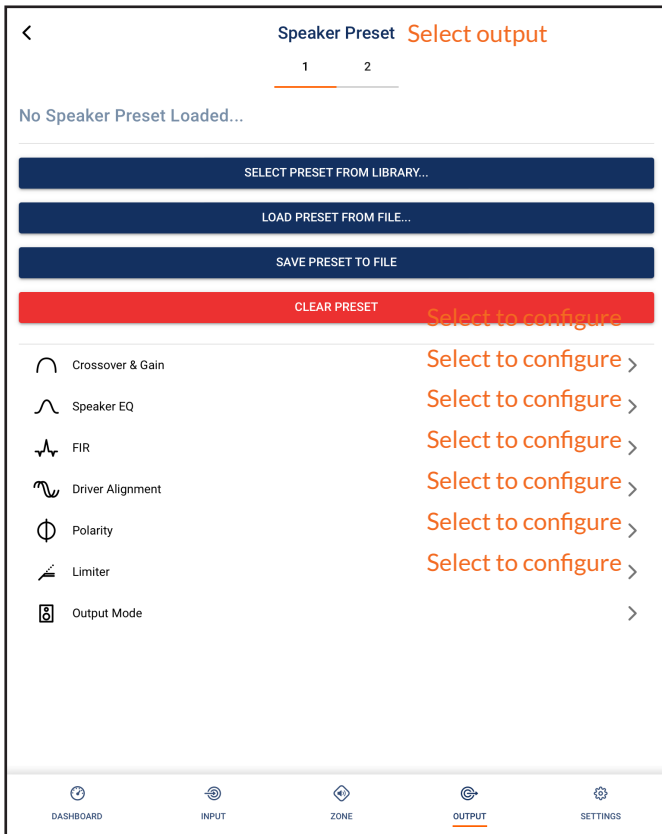 Speaker Preset Select output
1 2
No Speaker Preset Loaded...
SELECT PRESET FROM LIBRARY...
LOAD PRESET FROM FILE...
SAVE PRESET TO FILE
CLEAR PRESET
Select to configure
Crossover & Gain Select to configure
Speaker EQ Select to configure
FIR Select to configure
Driver Alignment Select to configure
Polarity Select to configure
Limiter Select to configure
Output Mode
DASHBOARD INPUT ZONE OUTPUT SETTINGS